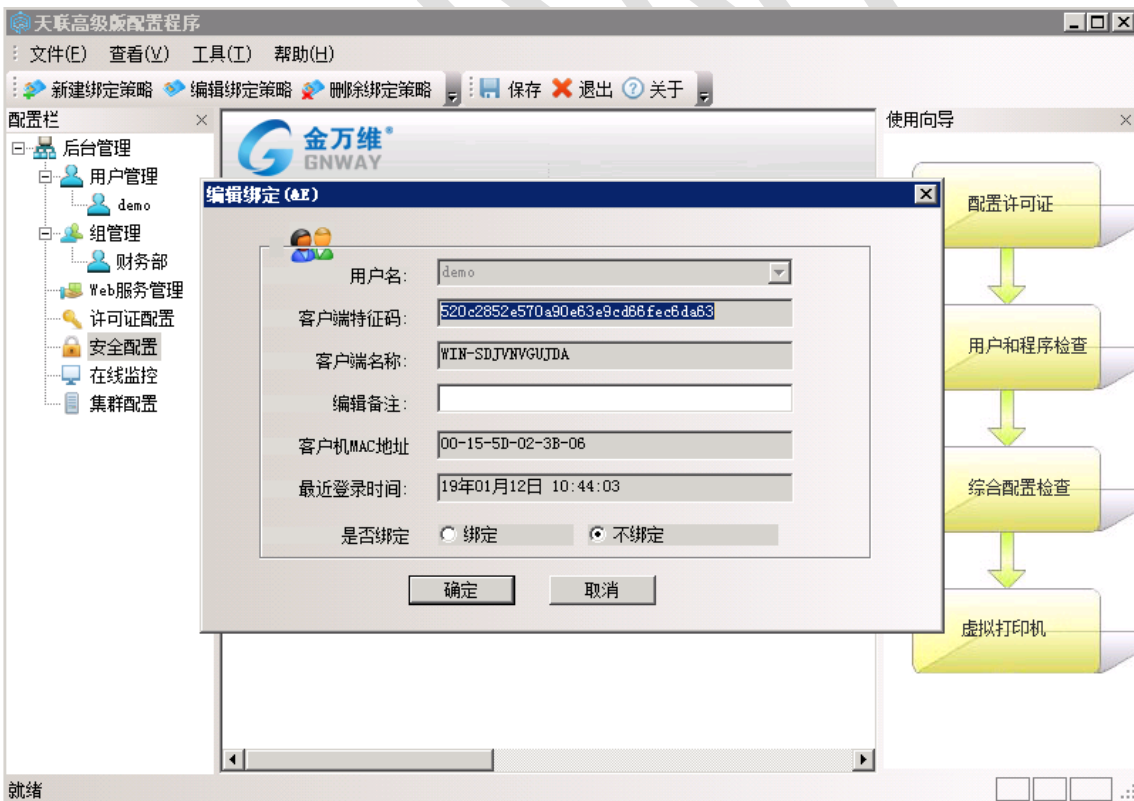 天联高级版配置程序
文件(F) 查看(V) 工具(T) 帮助(H)
新建绑定策略 编辑绑定策略 删除绑定策略 保存 退出 关于
配置栏
后台管理
用户管理
demo
组管理
财务部
Web服务管理
许可证配置
安全配置
在线监控
集群配置
金万维®
GNWAY
编辑绑定(&E)
用户名: demo
客户端特征码: 520c2852e570a90e63e9cd66fec6da63
客户端名称: WIN-SDJVNVGUJDA
编辑备注:
客户机MAC地址 00-15-5D-02-3B-06
最近登录时间: 19年01月12日 10:44:03
是否绑定 绑定 不绑定
确定 取消
使用向导
配置许可证
用户和程序检查
综合配置检查
虚拟打印机
就绪